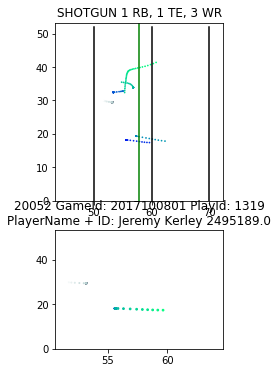 SHOTGUN 1 RB, 1 TE, 3 WR
50
40
30
20
10
0
50 60 70
20052 GameId: 2017100801 PlayId: 1319
PlayerName + ID: Jeremy Kerley 2495189.0
40
20
0
55 60